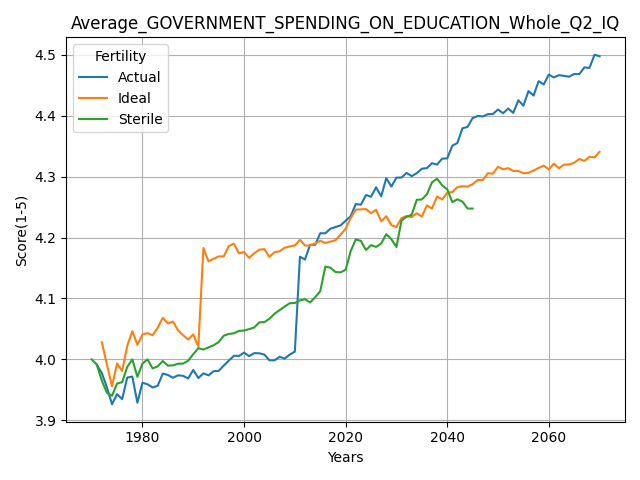 Average_GOVERNMENT_SPENDING_ON_EDUCATION_Whole_Q2_IQ
Fertility
Actual
Ideal
Sterile
4.5
4.4
4.3
4.2
4.1
4.0
3.9
Score(1-5)
1980 2000 2020 2040 2060
Years